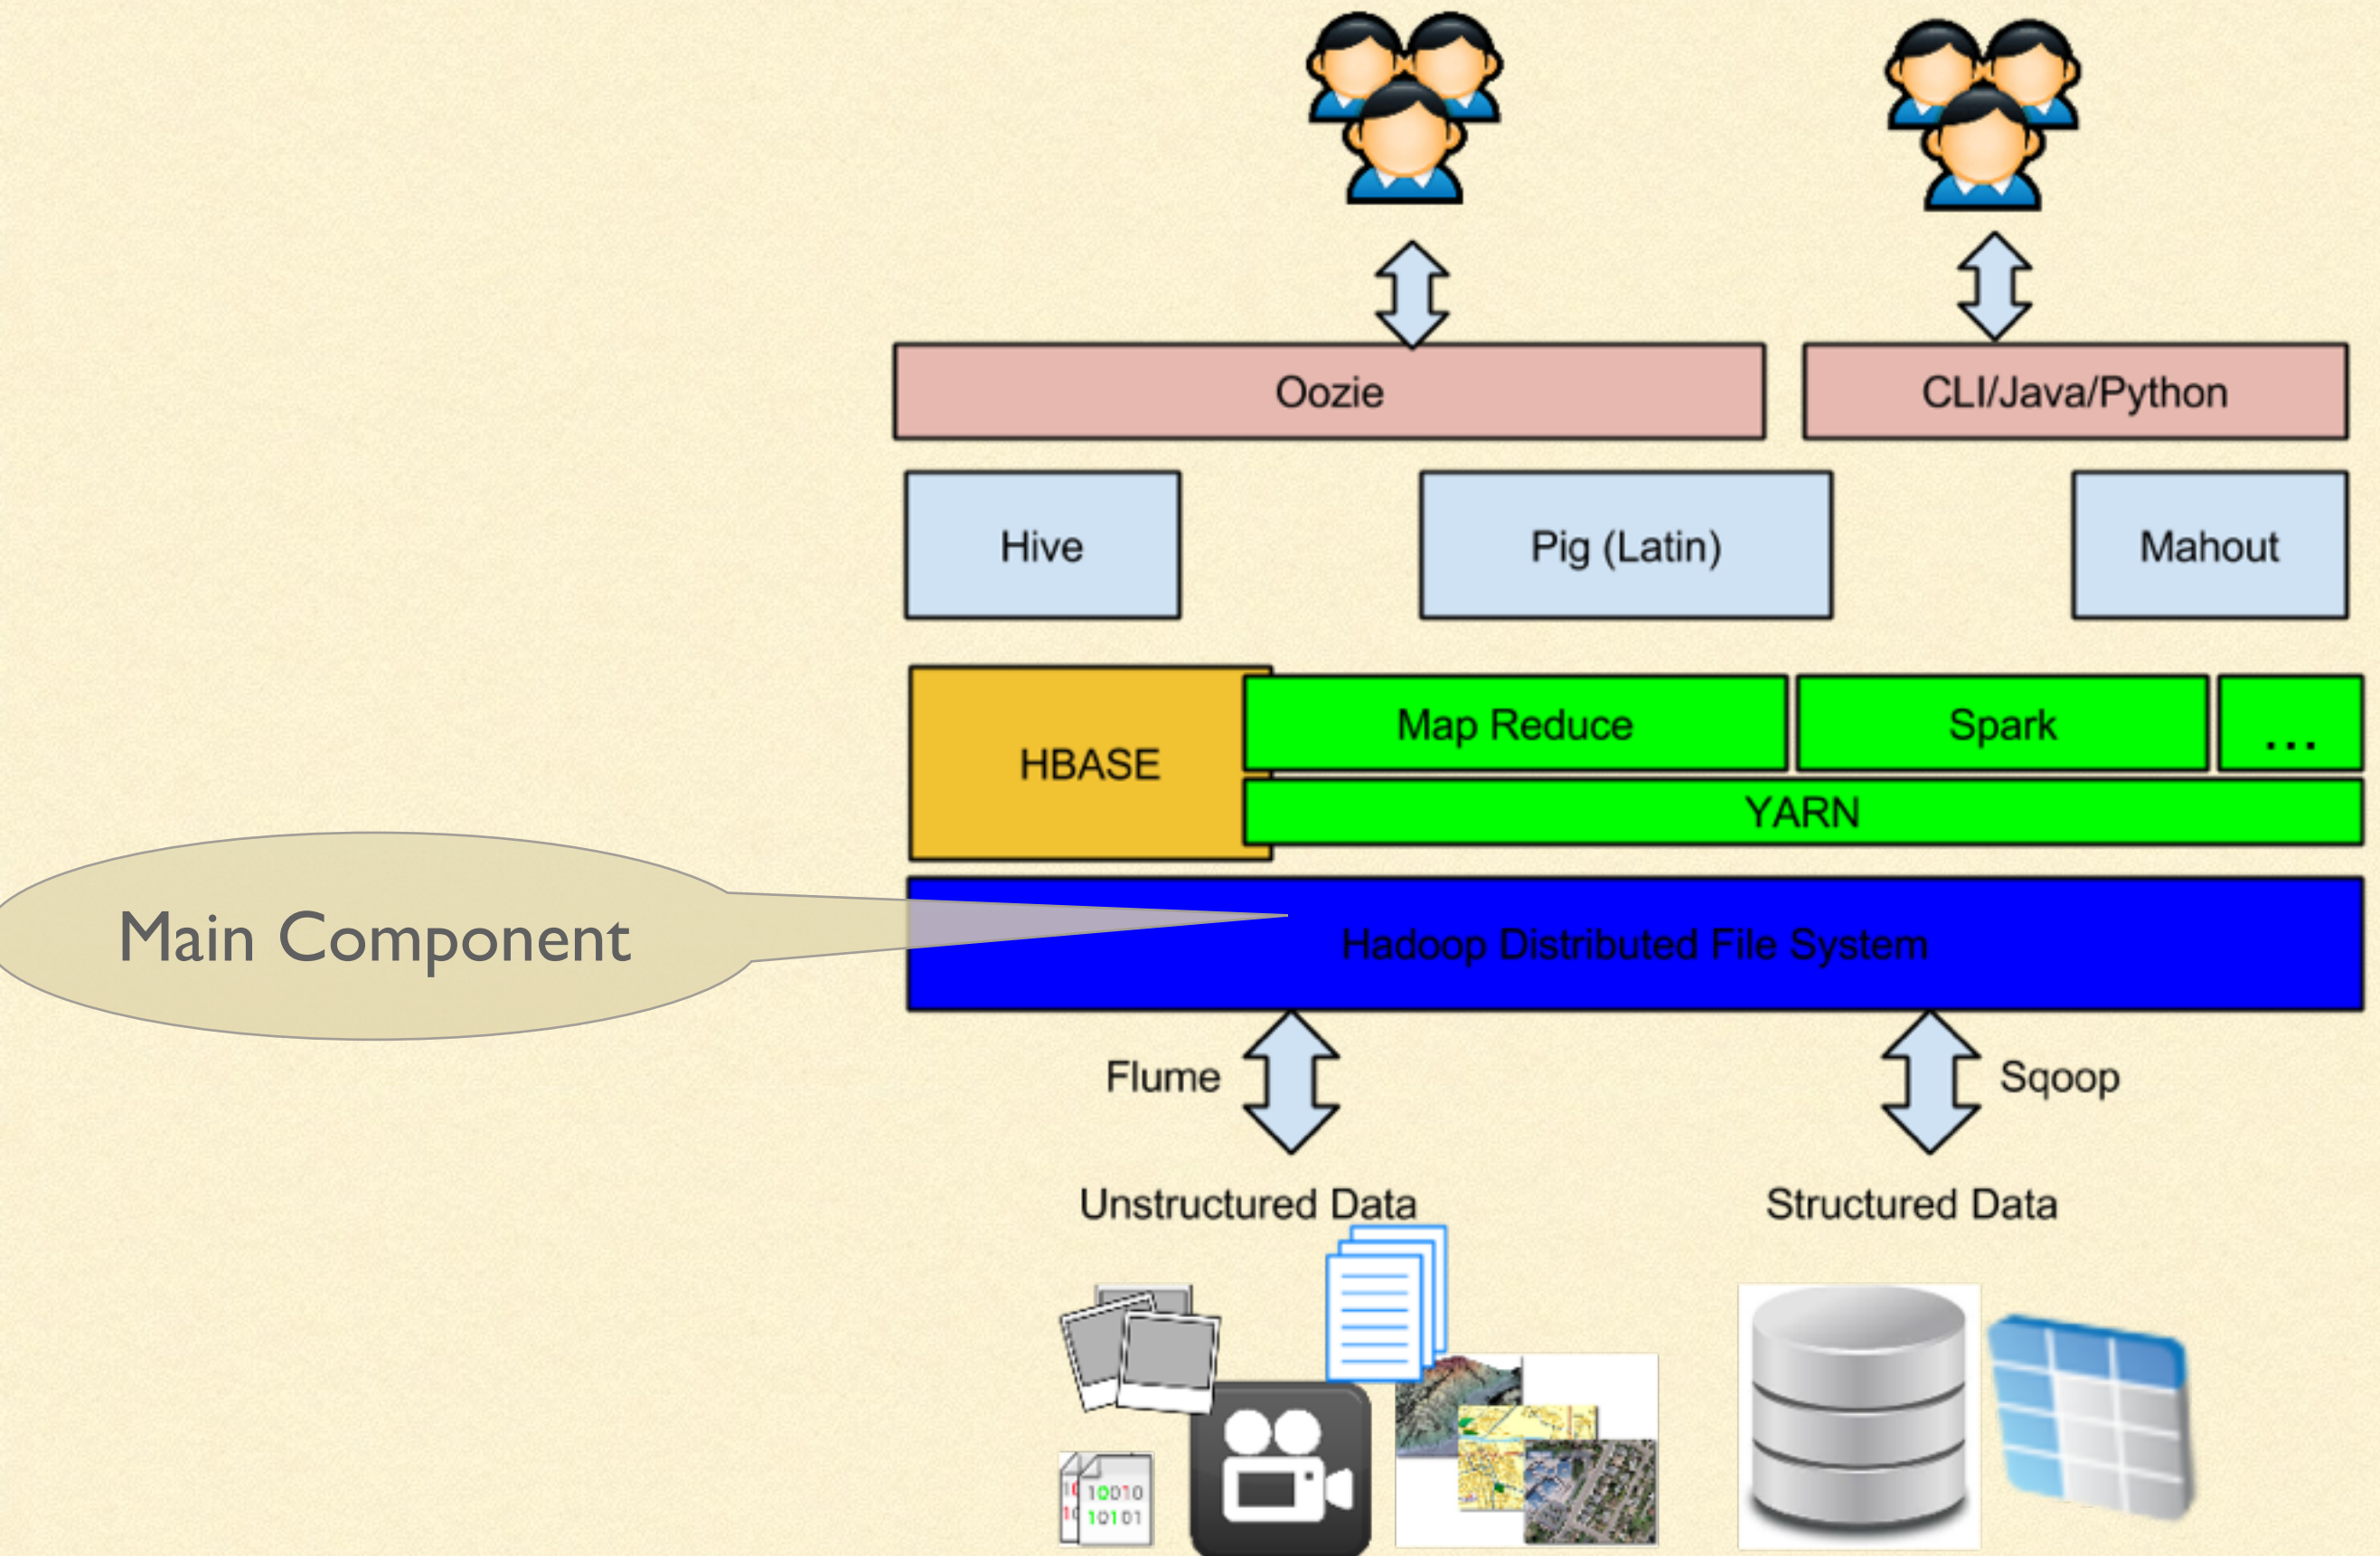 Oozie
CLI/Java/Python
Hive
Pig (Latin)
Mahout
HBASE
Map Reduce
Spark
...
YARN
Main Component
Hadoop Distributed File System
Flume
Sqoop
Unstructured Data
Structured Data
10010
10101